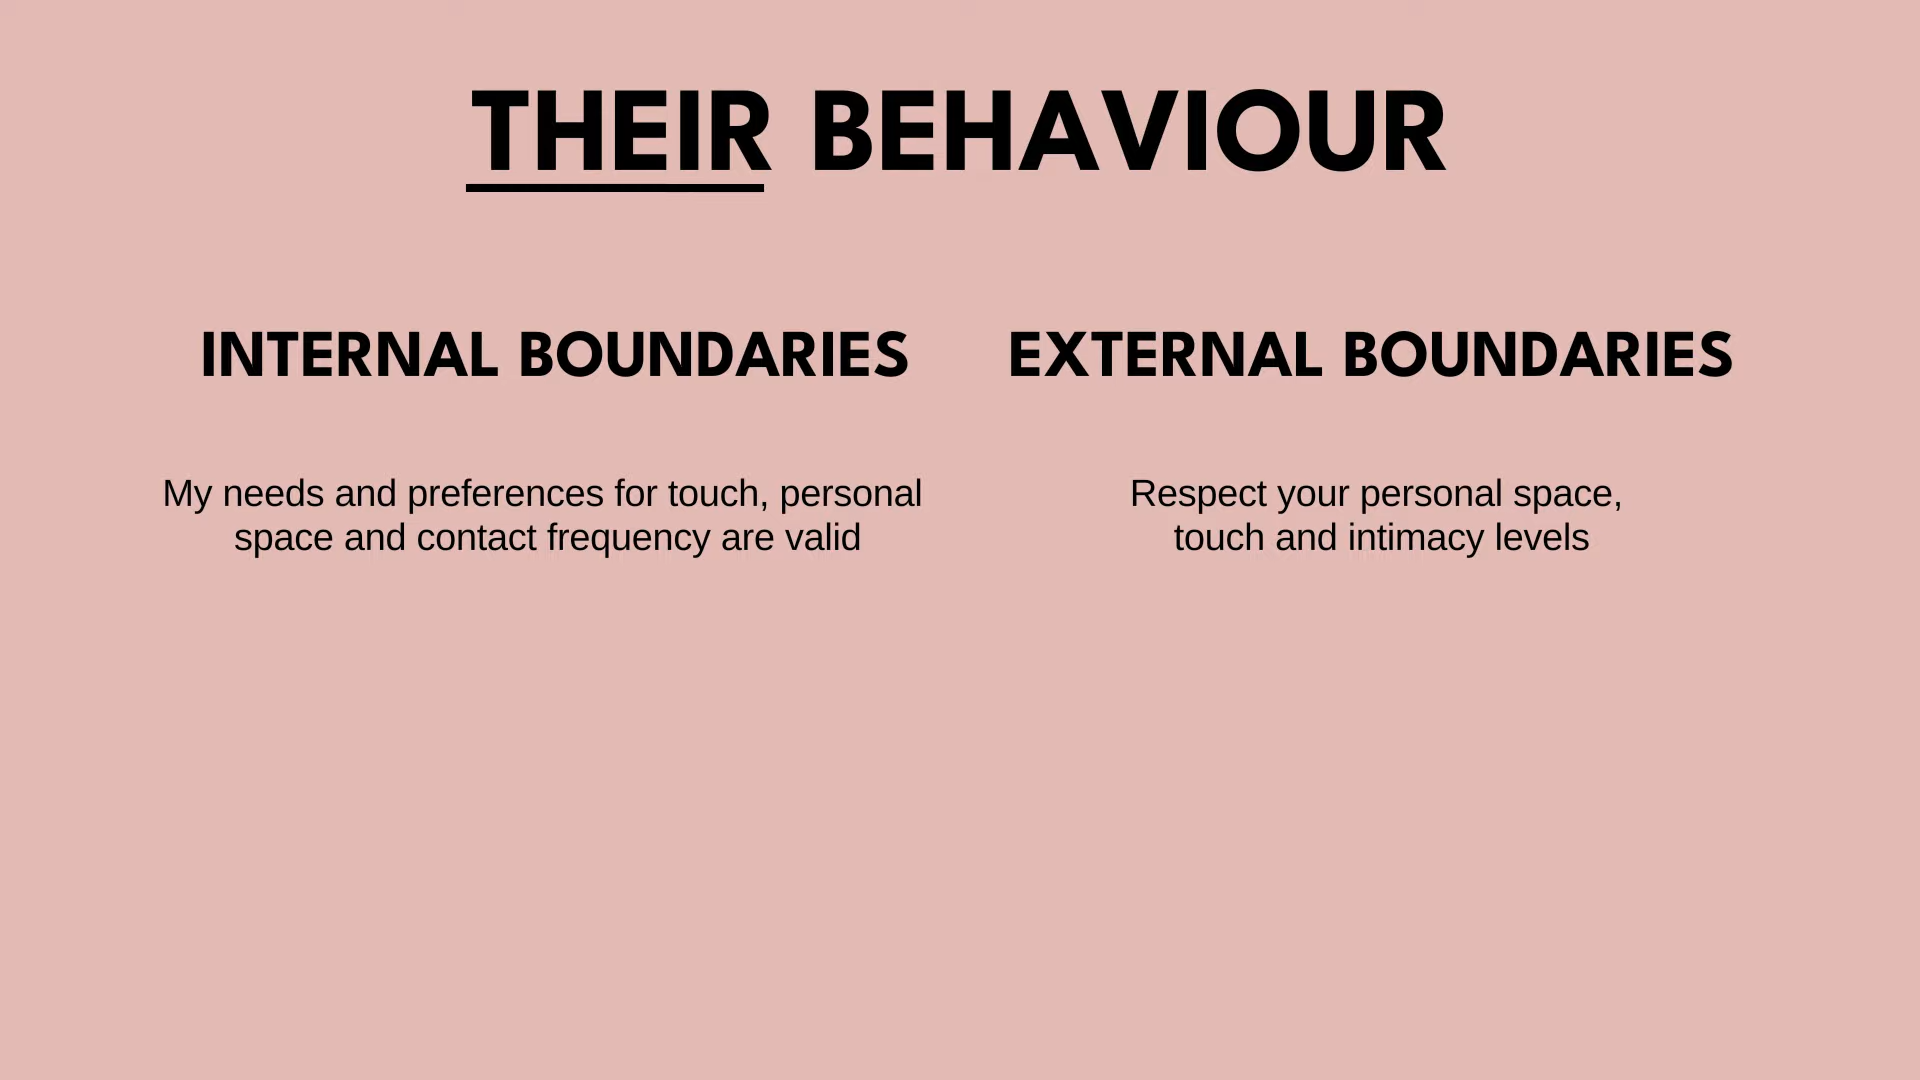 THEIR BEHAVIOUR
INTERNAL BOUNDARIES
My needs and preferences for touch, personal
space and contact frequency are valid
EXTERNAL BOUNDARIES
Respect your personal space,
touch and intimacy levels